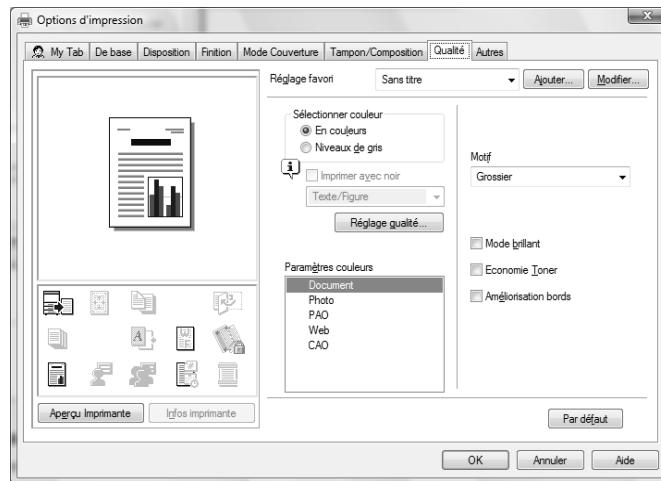 Options d'impression
My Tab De base Disposition Finition Mode Couverture Tampon/Composition Qualité Autres
Réglage favori Sans titre Ajouter... Modifier...
Sélectionner couleur
En couleurs
Niveaux de gris
Imprimer avec noir
Texte/Figure
Réglage qualité...
Motif
Grossier
Mode brillant
Economie Toner
Améliorisation bords
Paramètres couleurs
Document
Photo
PAO
Web
CAO
Aperçu Imprimante Infos imprimante
Par défaut
OK Annuler Aide